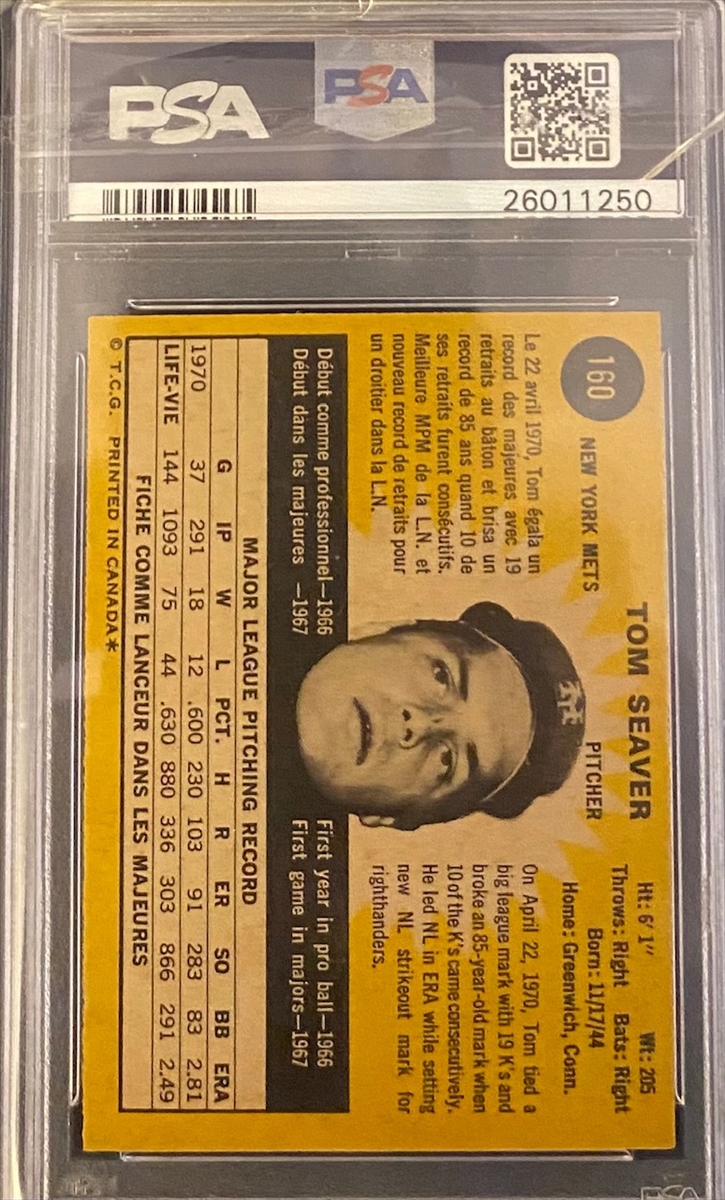 PSA
PSA
26011250
160
TOM SEAVER
NEW YORK METS
PITCHER
Ht: 6'1" Wt: 205
Throws: Right Bats: Right
Born: 11/17/44
Home: Greenwich, Conn.
Le 22 avril 1970, Tom égala un
record des majeures avec 19
retraits au bâton et brisa un
record de 85 ans quand 10 de
ses retraits furent consécutifs.
Meilleure MPM de la L.N. et
nouveau record de retraits pour
un droitier dans la L.N.
On April 22, 1970, Tom tied a
big league mark with 19 K's and
broke an 85-year-old mark when
10 of the K's came consecutively.
He led NL in ERA while setting
new NL strikeout mark for
righthanders.
Début comme professionnel—1966
Début dans les majeures —1967
First year in pro ball—1966
First game in majors—1967
MAJOR LEAGUE PITCHING RECORD
G IP W L PCT. H R ER SO BB ERA
1970 37 291 18 12 .600 230 103 91 283 83 2.81
LIFE-VIE 144 1093 75 44 .630 880 336 303 866 291 2.49
FICHE COMME LANCEUR DANS LES MAJEURES
© T.C.G. PRINTED IN CANADA*